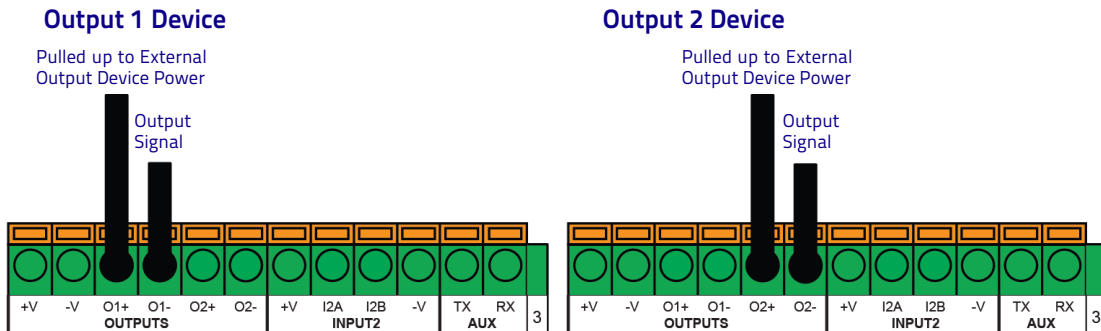 Output 1 Device
Pulled up to External
Output Device Power
Output
Signal
+V -V O1+ O1- O2+ O2- +V I2A I2B -V TX RX
OUTPUTS INPUT2 AUX 3
Output 2 Device
Pulled up to External
Output Device Power
Output
Signal
+V -V O1+ O1- O2+ O2- +V I2A I2B -V TX RX
OUTPUTS INPUT2 AUX 3